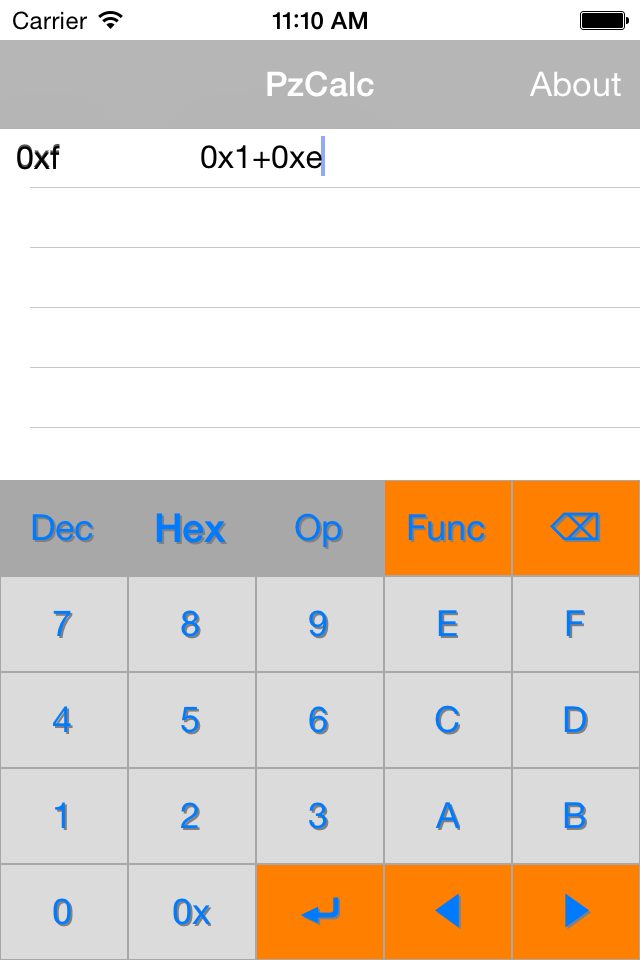 Carrier 11:10 AM
PzCalc About
0xf 0x1+0xe
Dec Hex Op Func ⌫
7 8 9 E F
4 5 6 C D
1 2 3 A B
0 0x